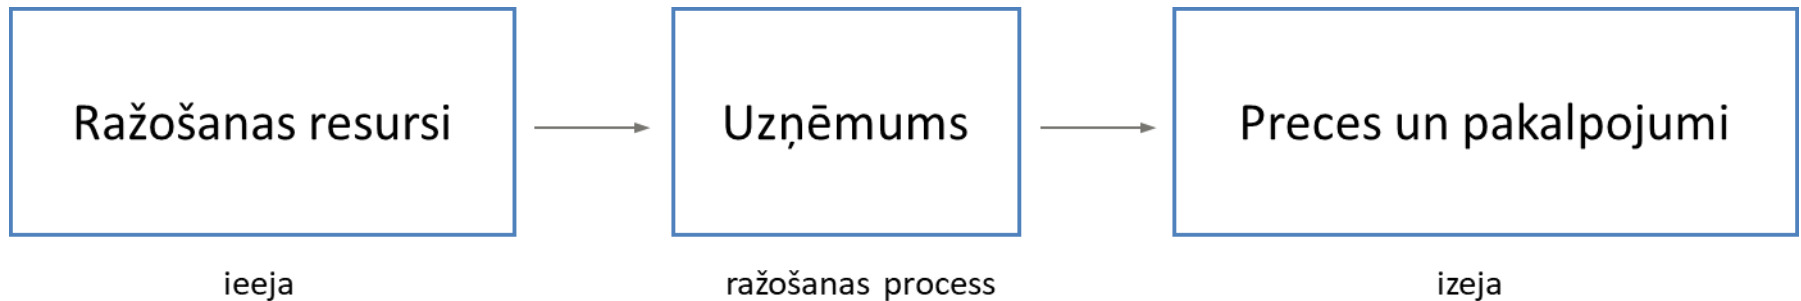 Ražošanas resursi
Uzņēmums
Preces un pakalpojumi
ieeja
ražošanas process
izeja